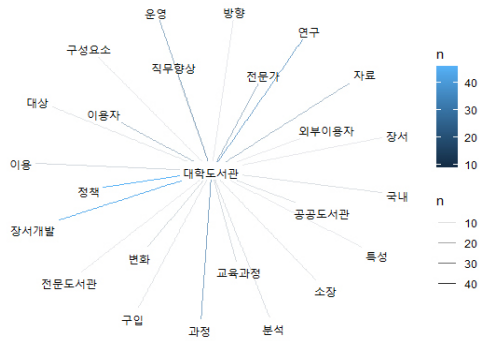 운영
방향
연구
구성요소
직무향상
전문가
자료
대상
이용자
외부이용자
장서
이용
대학도서관
정책
국내
장서개발
공공도서관
변화
특성
전문도서관
교육과정
소장
구입
과정
분석
n
40
30
20
10
n
10
20
30
40